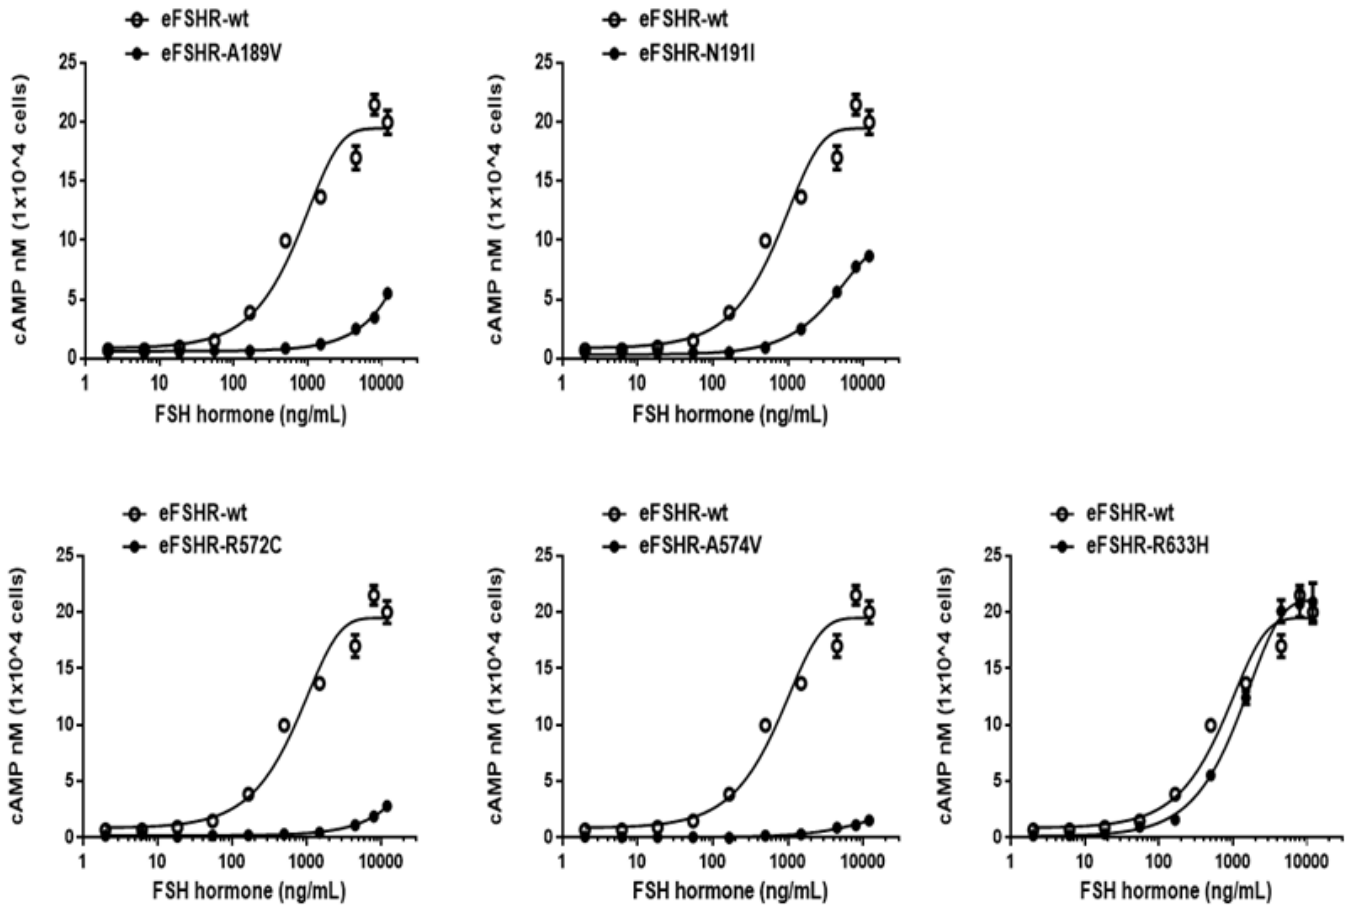 eFSHR-wt
eFSHR-A189V
25
20
15
10
5
0
cAMP nM (1x10^4 cells)
1 10 100 1000 10000
FSH hormone (ng/mL)
eFSHR-wt
eFSHR-N191I
25
20
15
10
5
0
cAMP nM (1x10^4 cells)
1 10 100 1000 10000
FSH hormone (ng/mL)
eFSHR-wt
eFSHR-R572C
25
20
15
10
5
0
cAMP nM (1x10^4 cells)
1 10 100 1000 10000
FSH hormone (ng/mL)
eFSHR-wt
eFSHR-A574V
25
20
15
10
5
0
cAMP nM (1x10^4 cells)
1 10 100 1000 10000
FSH hormone (ng/mL)
eFSHR-wt
eFSHR-R633H
25
20
15
10
5
0
cAMP nM (1x10^4 cells)
1 10 100 1000 10000
FSH hormone (ng/mL)